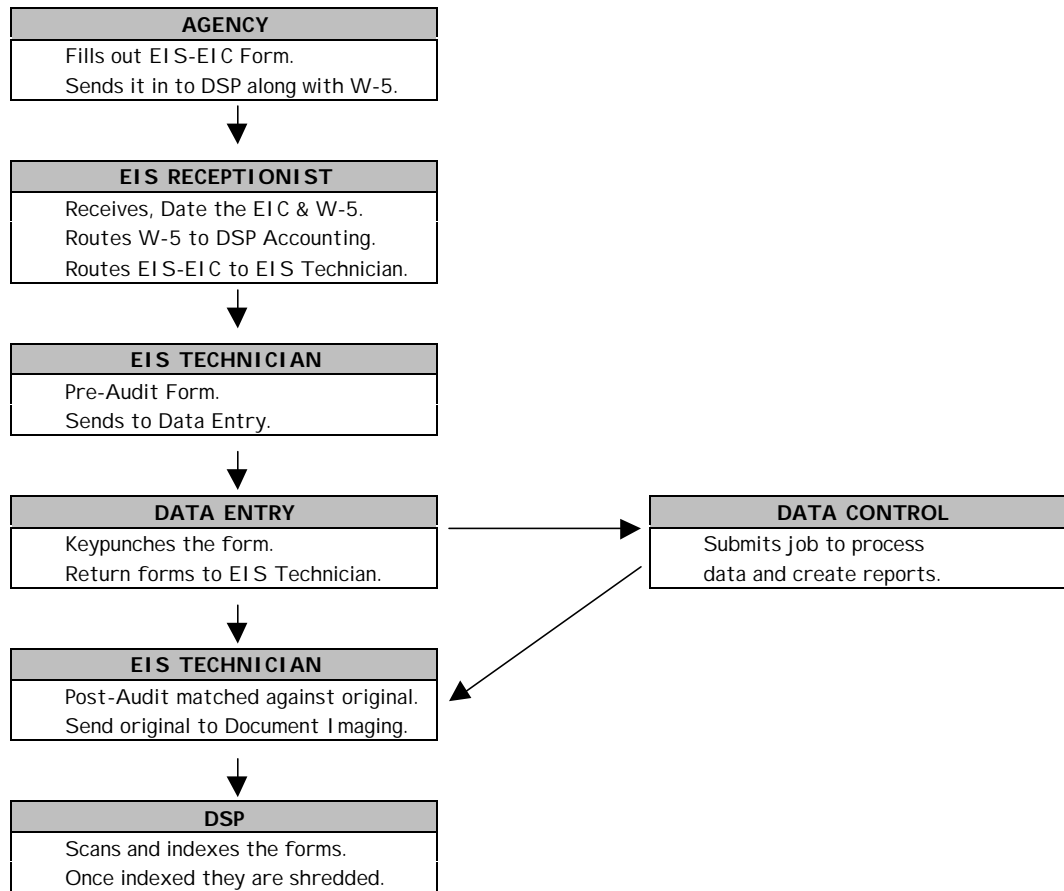 AGENCY
Fills out EIS-EIC Form.
Sends it in to DSP along with W-5.
EIS RECEPTIONIST
Receives, Date the EIC & W-5.
Routes W-5 to DSP Accounting.
Routes EIS-EIC to EIS Technician.
EIS TECHNICIAN
Pre-Audit Form.
Sends to Data Entry.
DATA ENTRY
Keypunches the form.
Return forms to EIS Technician.
DATA CONTROL
Submits job to process
data and create reports.
EIS TECHNICIAN
Post-Audit matched against original.
Send original to Document Imaging.
DSP
Scans and indexes the forms.
Once indexed they are shredded.